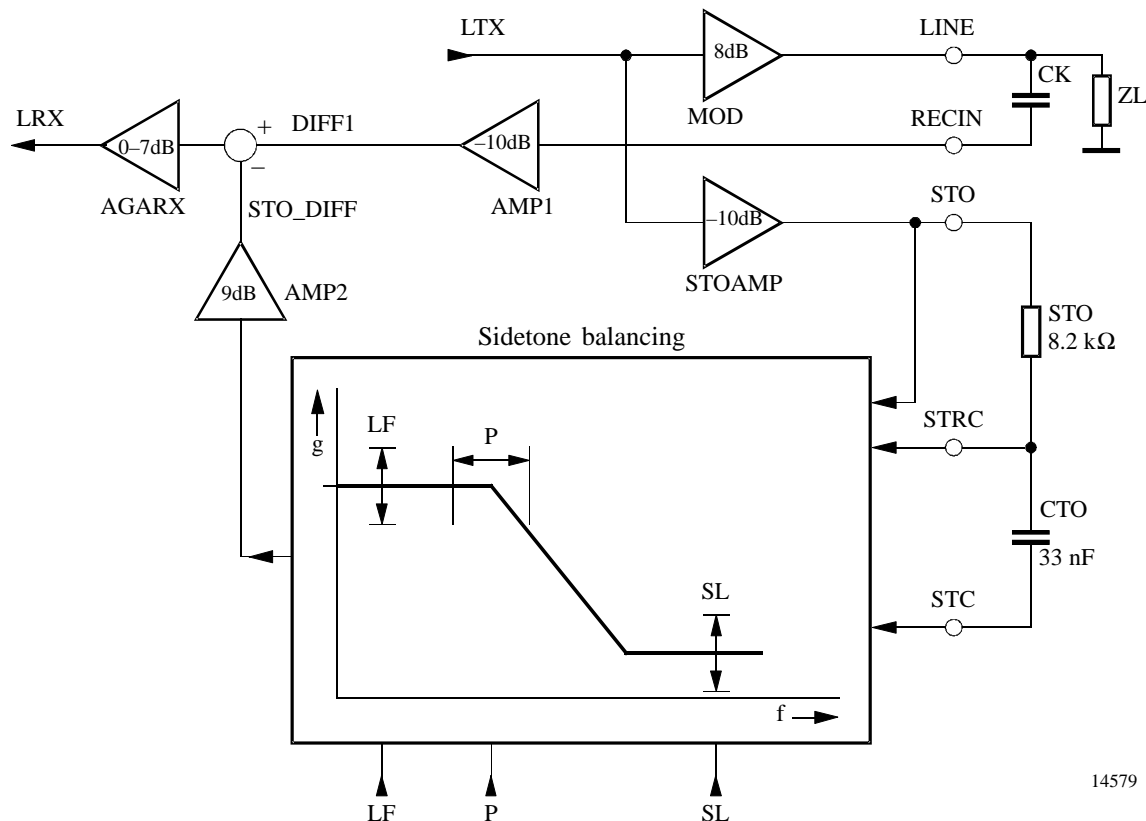 LTX
8dB
MOD
LINE
CK
ZL
LRX
0–7dB
AGARX
+
−
DIFF1
–10dB
AMP1
RECIN
STO_DIFF
–10dB
STOAMP
STO
9dB
AMP2
STO
8.2 kΩ
Sidetone balancing
g
LF
P
SL
f
STRC
CTO
33 nF
STC
LF
P
SL
14579